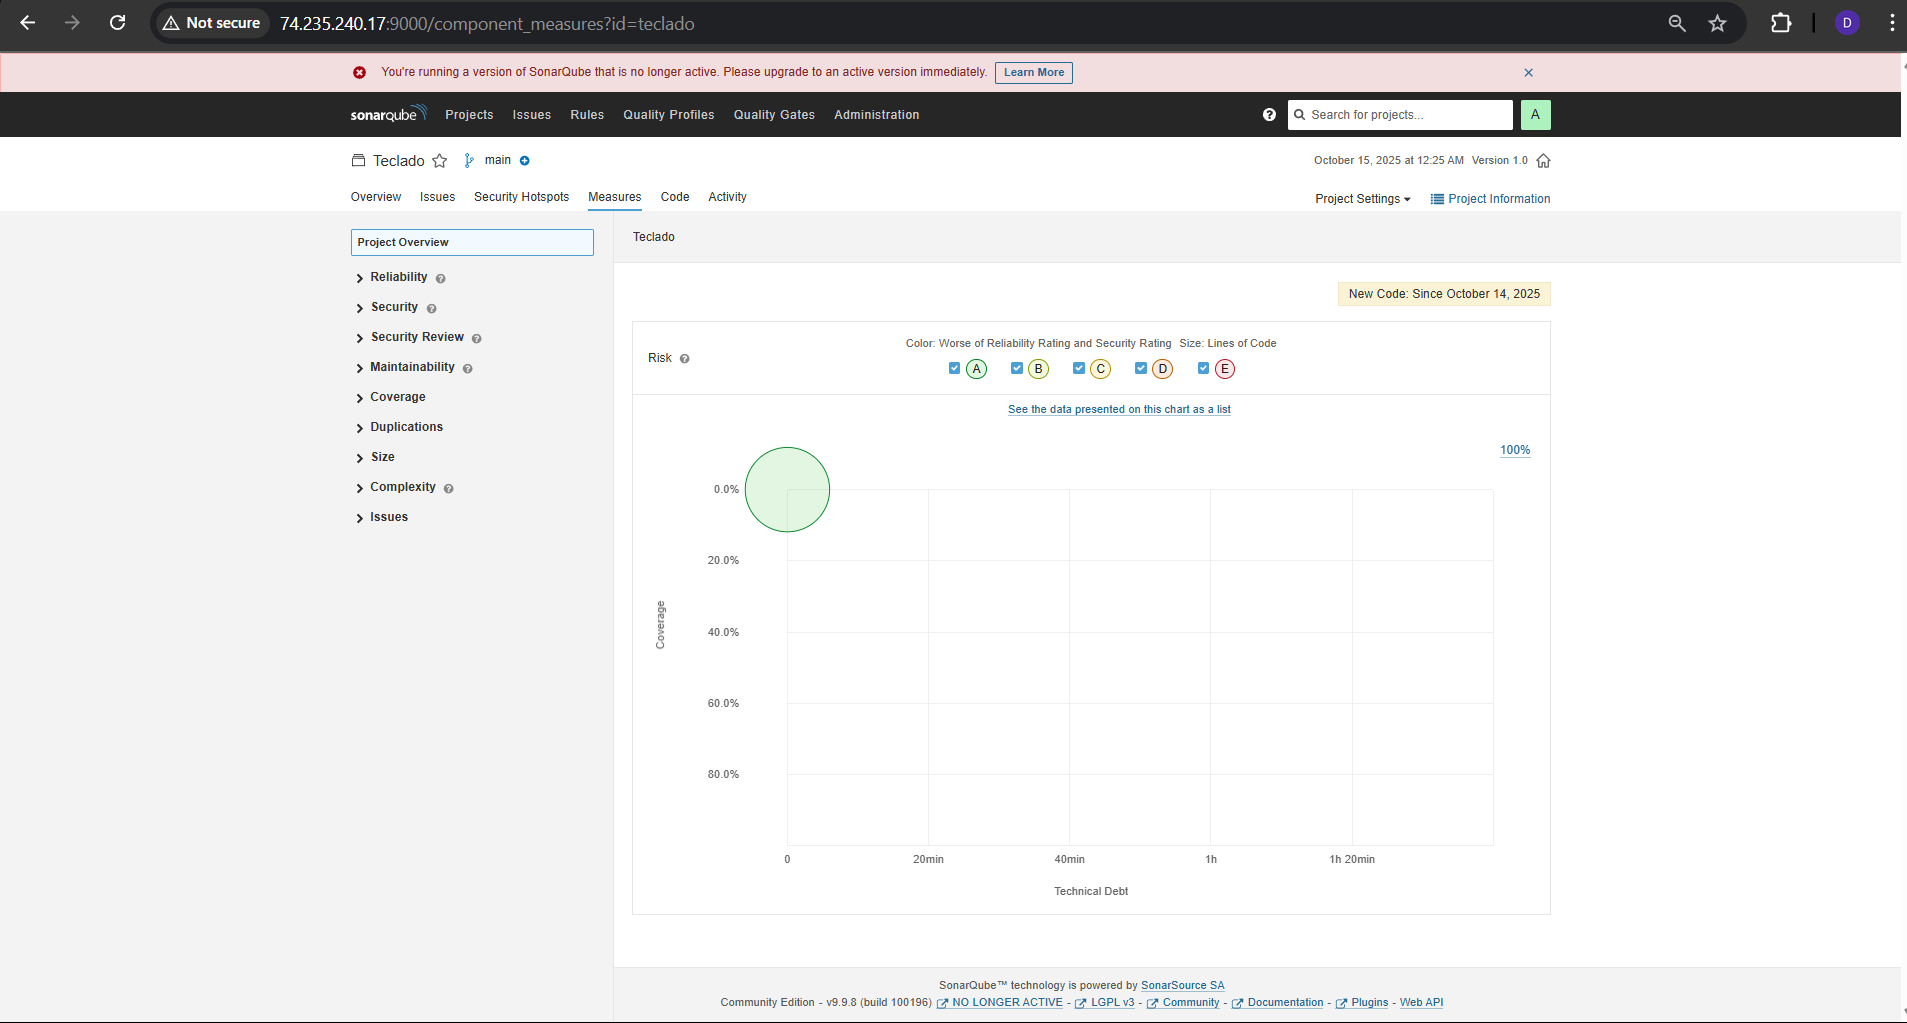 Not secure 74.235.240.17:9000/component_measures?id=teclado D
You're running a version of SonarQube that is no longer active. Please upgrade to an active version immediately. Learn More
sonarqube Projects Issues Rules Quality Profiles Quality Gates Administration ? Search for projects... A
Teclado main October 15, 2025 at 12:25 AM Version 1.0
Overview Issues Security Hotspots Measures Code Activity Project Settings Project Information
Project Overview
Reliability ?
Security ?
Security Review ?
Maintainability ?
Coverage
Duplications
Size
Complexity ?
Issues
Teclado
New Code: Since October 14, 2025
Risk ?
Color: Worse of Reliability Rating and Security Rating Size: Lines of Code
A B C D E
See the data presented on this chart as a list
100%
0.0%
20.0%
40.0%
60.0%
80.0%
Coverage
0 20min 40min 1h 1h 20min
Technical Debt
SonarQube™ technology is powered by SonarSource SA
Community Edition - v9.9.8 (build 100196) NO LONGER ACTIVE - LGPL v3 - Community - Documentation - Plugins - Web API